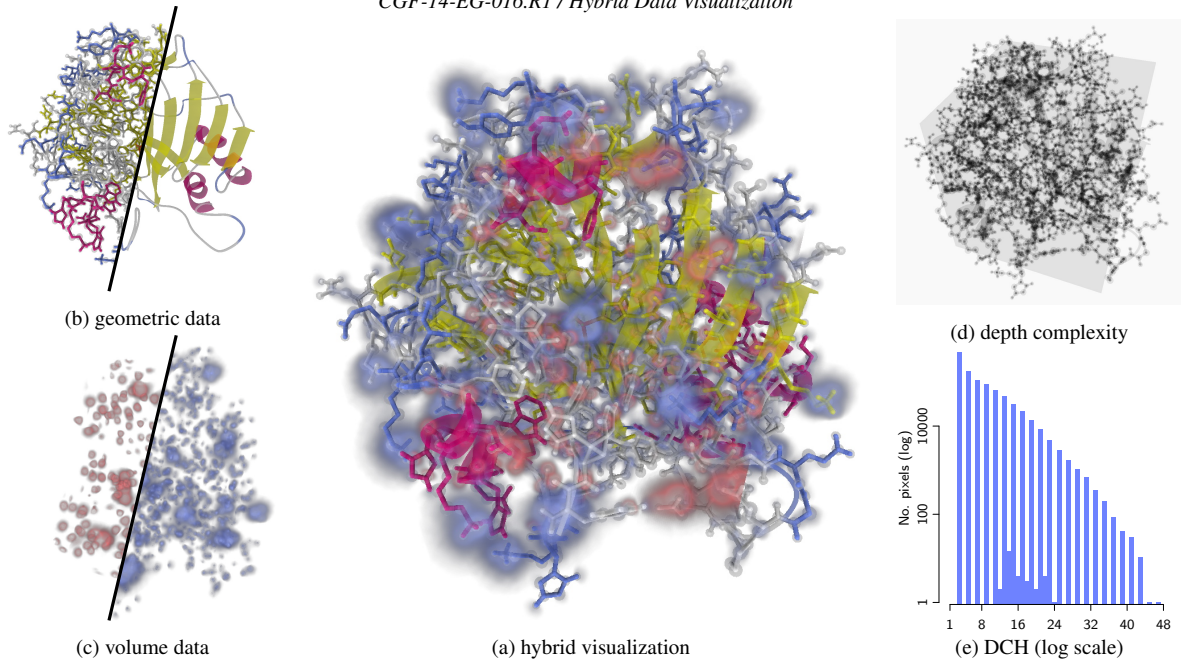 CGF-14-EG-016.R1 / Hybrid Data Visualization
(b) geometric data
(d) depth complexity
(c) volume data
(a) hybrid visualization
No. pixels (log)
10000
100
1
1 8 16 24 32 40 48
(e) DCH (log scale)